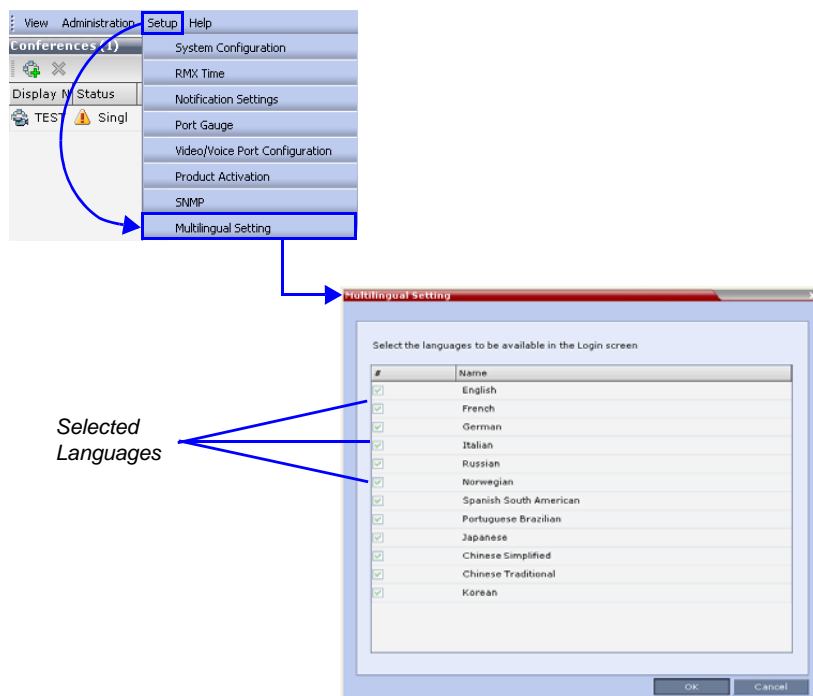 View Administration Setup Help
Conferences (1)
System Configuration
RMX Time
Display N Status
Notification Settings
TEST Singl
Port Gauge
Video/Voice Port Configuration
Product Activation
SNMP
Multilingual Setting
Multilingual Setting
Select the languages to be available in the Login screen
# Name
English
French
German
Italian
Russian
Norwegian
Spanish South American
Portuguese Brazilian
Japanese
Chinese Simplified
Chinese Traditional
Korean
Selected
Languages
OK Cancel